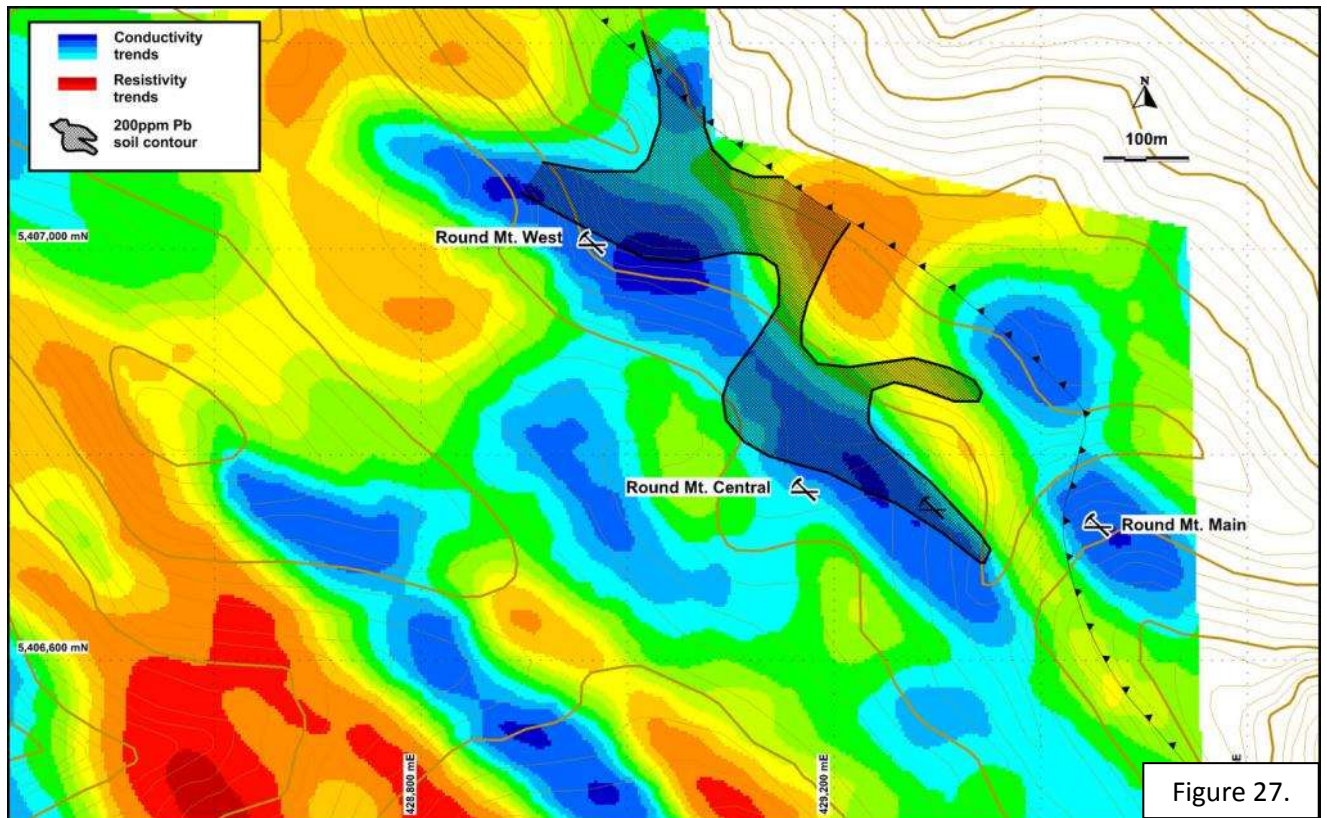 Conductivity
trends
Resistivity
trends
200ppm Pb
soil contour
N
100m
5,407,000 mN
Round Mt. West
Round Mt. Central
Round Mt. Main
5,406,600 mN
428,800 mE
429,200 mE
E
Figure 27.